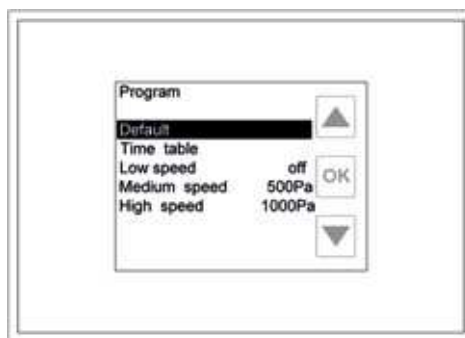 Program
Default
Time table
Low speed off
Medium speed 500Pa
High speed 1000Pa
OK